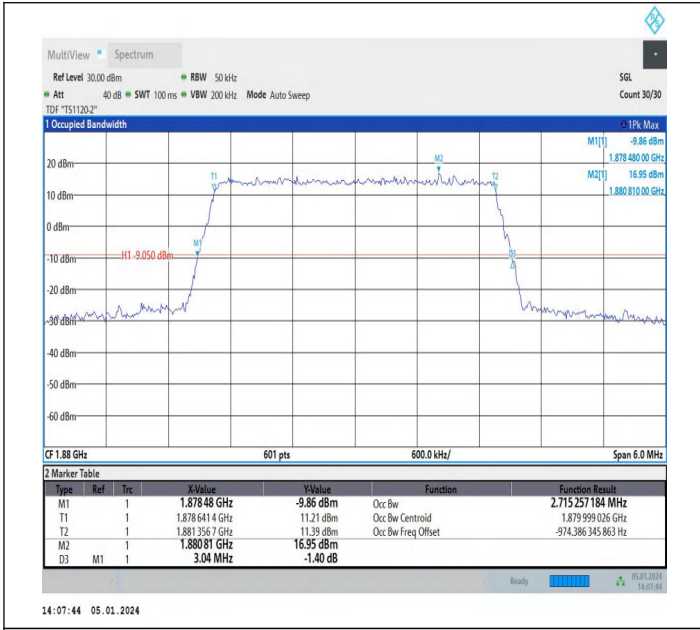 R S
MultiView Spectrum
Ref Level 30.00 dBm RBW 50 kHz SGL
Att 40 dB SWT 100 ms VBW 200 kHz Mode Auto Sweep Count 30/30
TDF "TS1120-2"
1 Occupied Bandwidth 1Pk Max
M1[1] -9.86 dBm
1.878 480 00 GHz
M2[1] 16.95 dBm
1.880 810 00 GHz
20 dBm
M2
T1
T2
10 dBm
0 dBm
M1
H1 -9.050 dBm
D3
-10 dBm
-20 dBm
-30 dBm
-40 dBm
-50 dBm
-60 dBm
CF 1.88 GHz 601 pts 600.0 kHz/ Span 6.0 MHz
2 Marker Table
Type Ref Trc X-Value Y-Value Function Function Result
M1 1 1.878 48 GHz -9.86 dBm Occ Bw 2.715 257 184 MHz
T1 1 1.878 641 4 GHz 11.21 dBm Occ Bw Centroid 1.879 999 026 GHz
T2 1 1.881 356 7 GHz 11.39 dBm Occ Bw Freq Offset -974.386 345 863 Hz
M2 1 1.880 81 GHz 16.95 dBm
D3 M1 1 3.04 MHz -1.40 dB
Ready 05.01.2024
14:07:44
14:07:44 05.01.2024